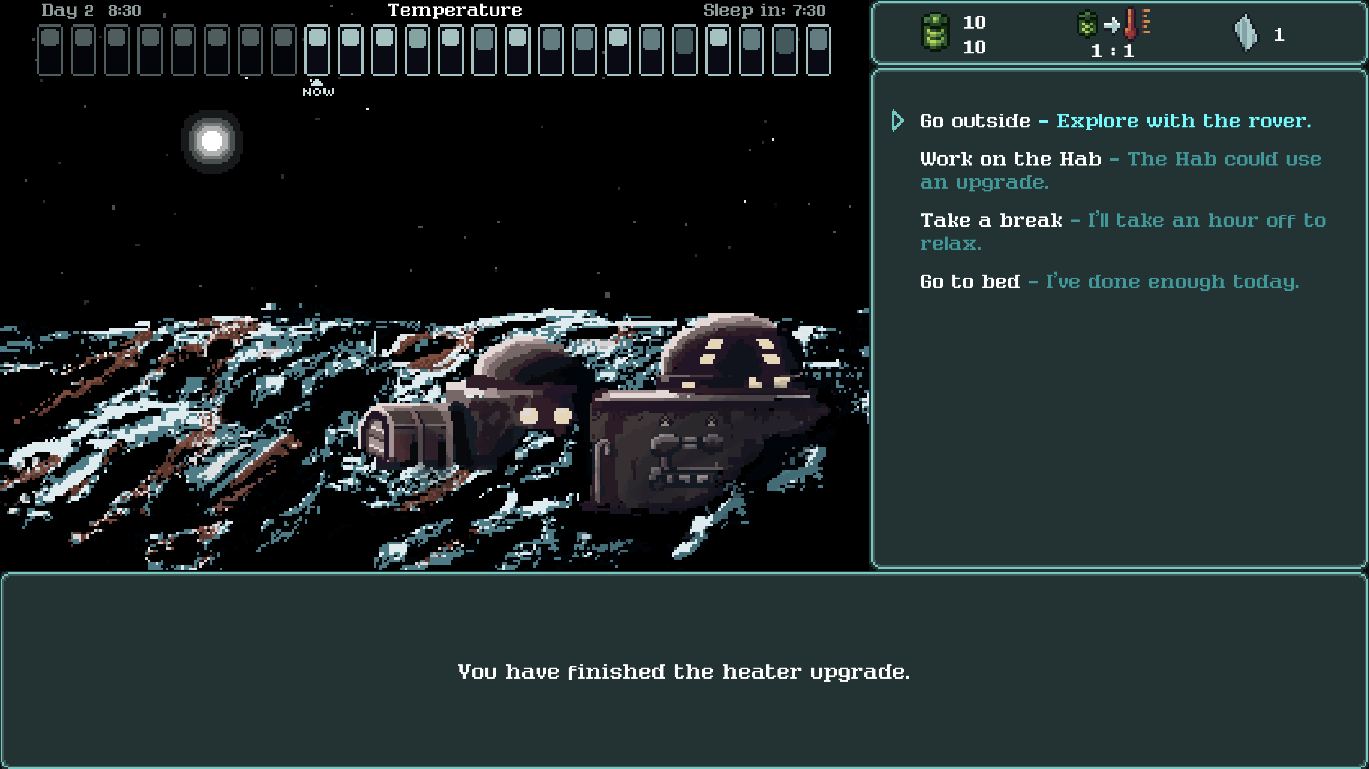 Day 2 8:30 Temperature Sleep in: 7:30
NOW
10
10
1 : 1
1
Go outside - Explore with the rover.
Work on the Hab - The Hab could use
an upgrade.
Take a break - I'll take an hour off to
relax.
Go to bed - I've done enough today.
You have finished the heater upgrade.